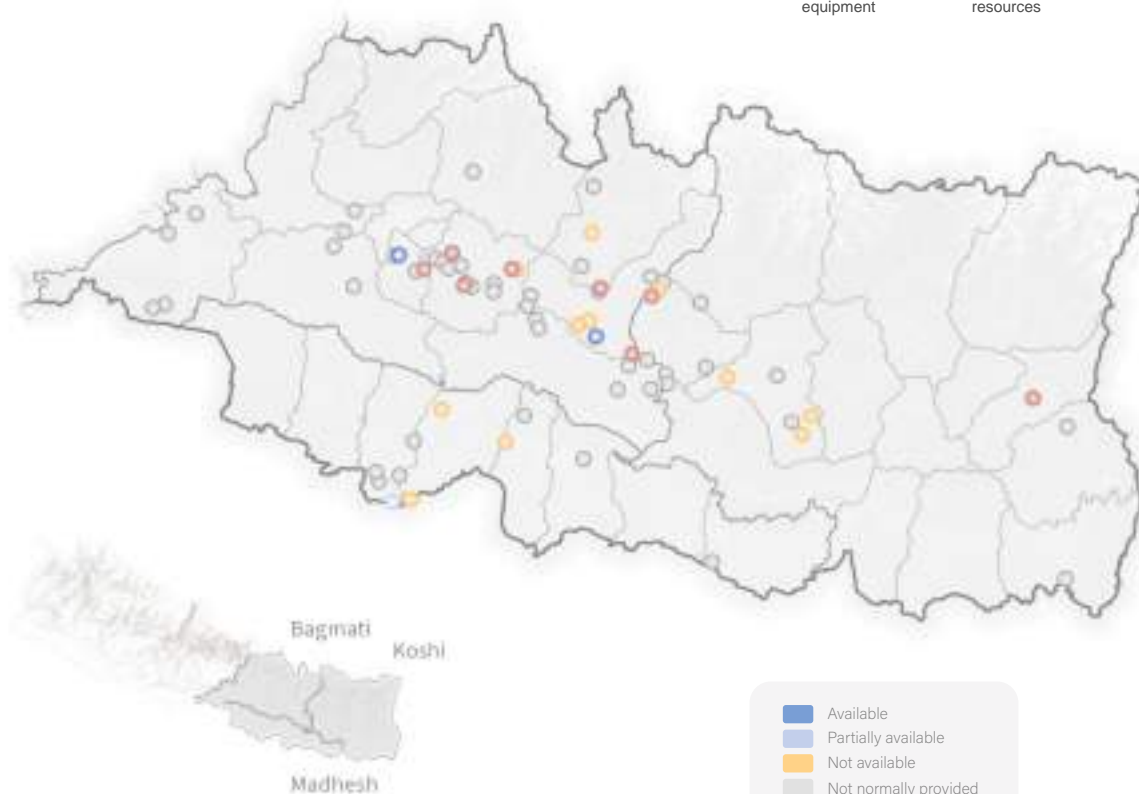 equipment
resources
Bagmati
Koshi
Madhesh
Available
Partially available
Not available
Not normally provided